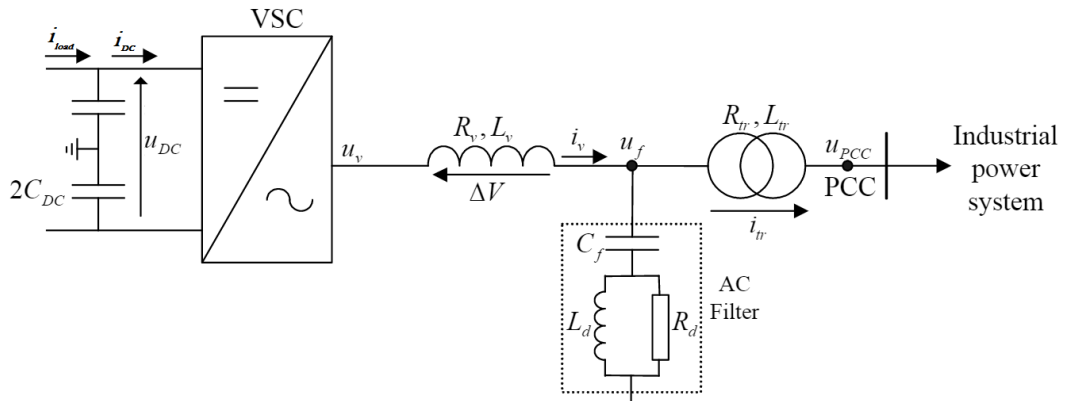 VSC
i_load
i_DC
u_DC
2C_DC
u_v
R_v, L_v
ΔV
i_v
u_f
R_tr, L_tr
i_tr
u_PCC
PCC
Industrial
power
system
C_f
L_d
R_d
AC
Filter